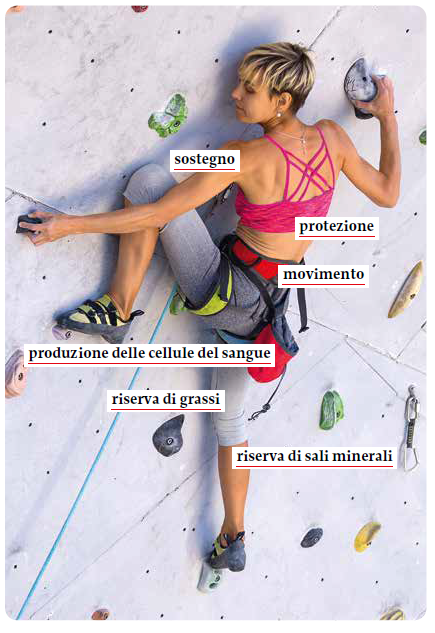 sostegno
protezione
movimento
produzione delle cellule del sangue
riserva di grassi
riserva di sali minerali